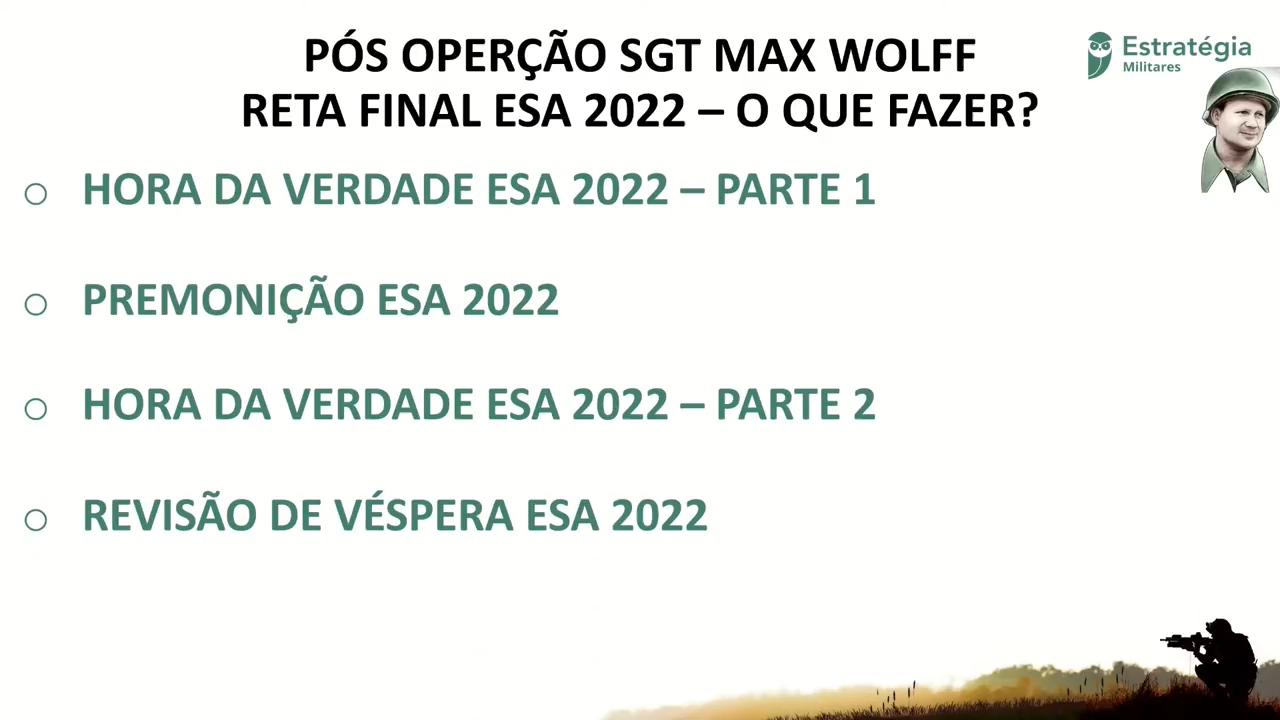 PÓS OPERÇÃO SGT MAX WOLFF
RETA FINAL ESA 2022 – O QUE FAZER?
Estratégia
Militares
HORA DA VERDADE ESA 2022 – PARTE 1
PREMONIÇÃO ESA 2022
HORA DA VERDADE ESA 2022 – PARTE 2
REVISÃO DE VÉSPERA ESA 2022